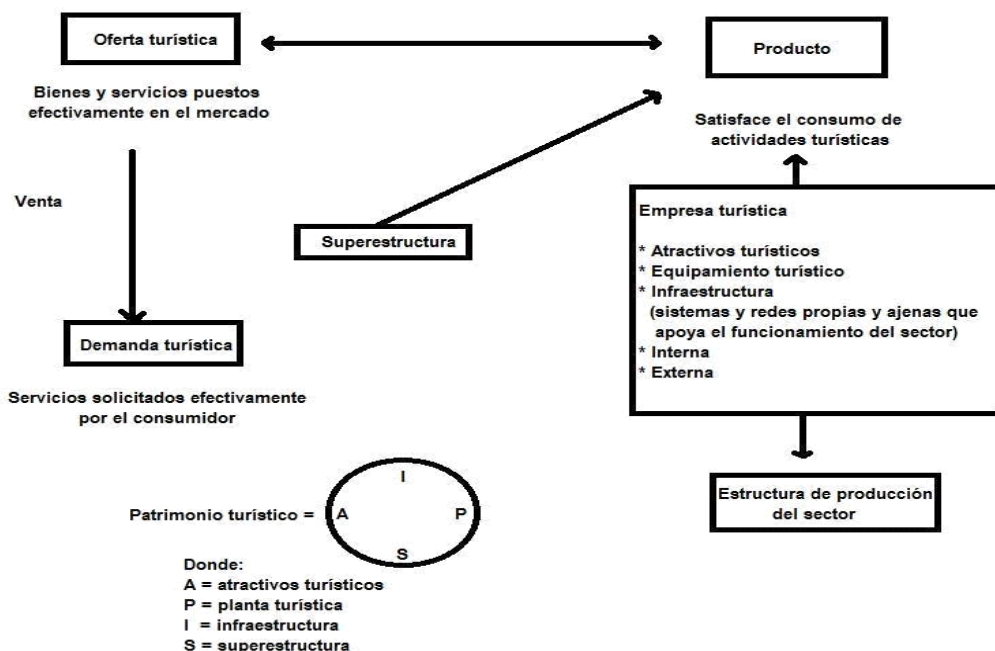 Oferta turística
Producto
Bienes y servicios puestos
efectivamente en el mercado
Satisface el consumo de
actividades turísticas
Venta
Superestructura
Empresa turística
* Atractivos turísticos
* Equipamiento turístico
* Infraestructura
(sistemas y redes propias y ajenas que
apoya el funcionamiento del sector)
* Interna
* Externa
Demanda turística
Servicios solicitados efectivamente
por el consumidor
Estructura de producción
del sector
I
Patrimonio turístico = A P
S
Donde:
A = atractivos turísticos
P = planta turística
I = infraestructura
S = superestructura